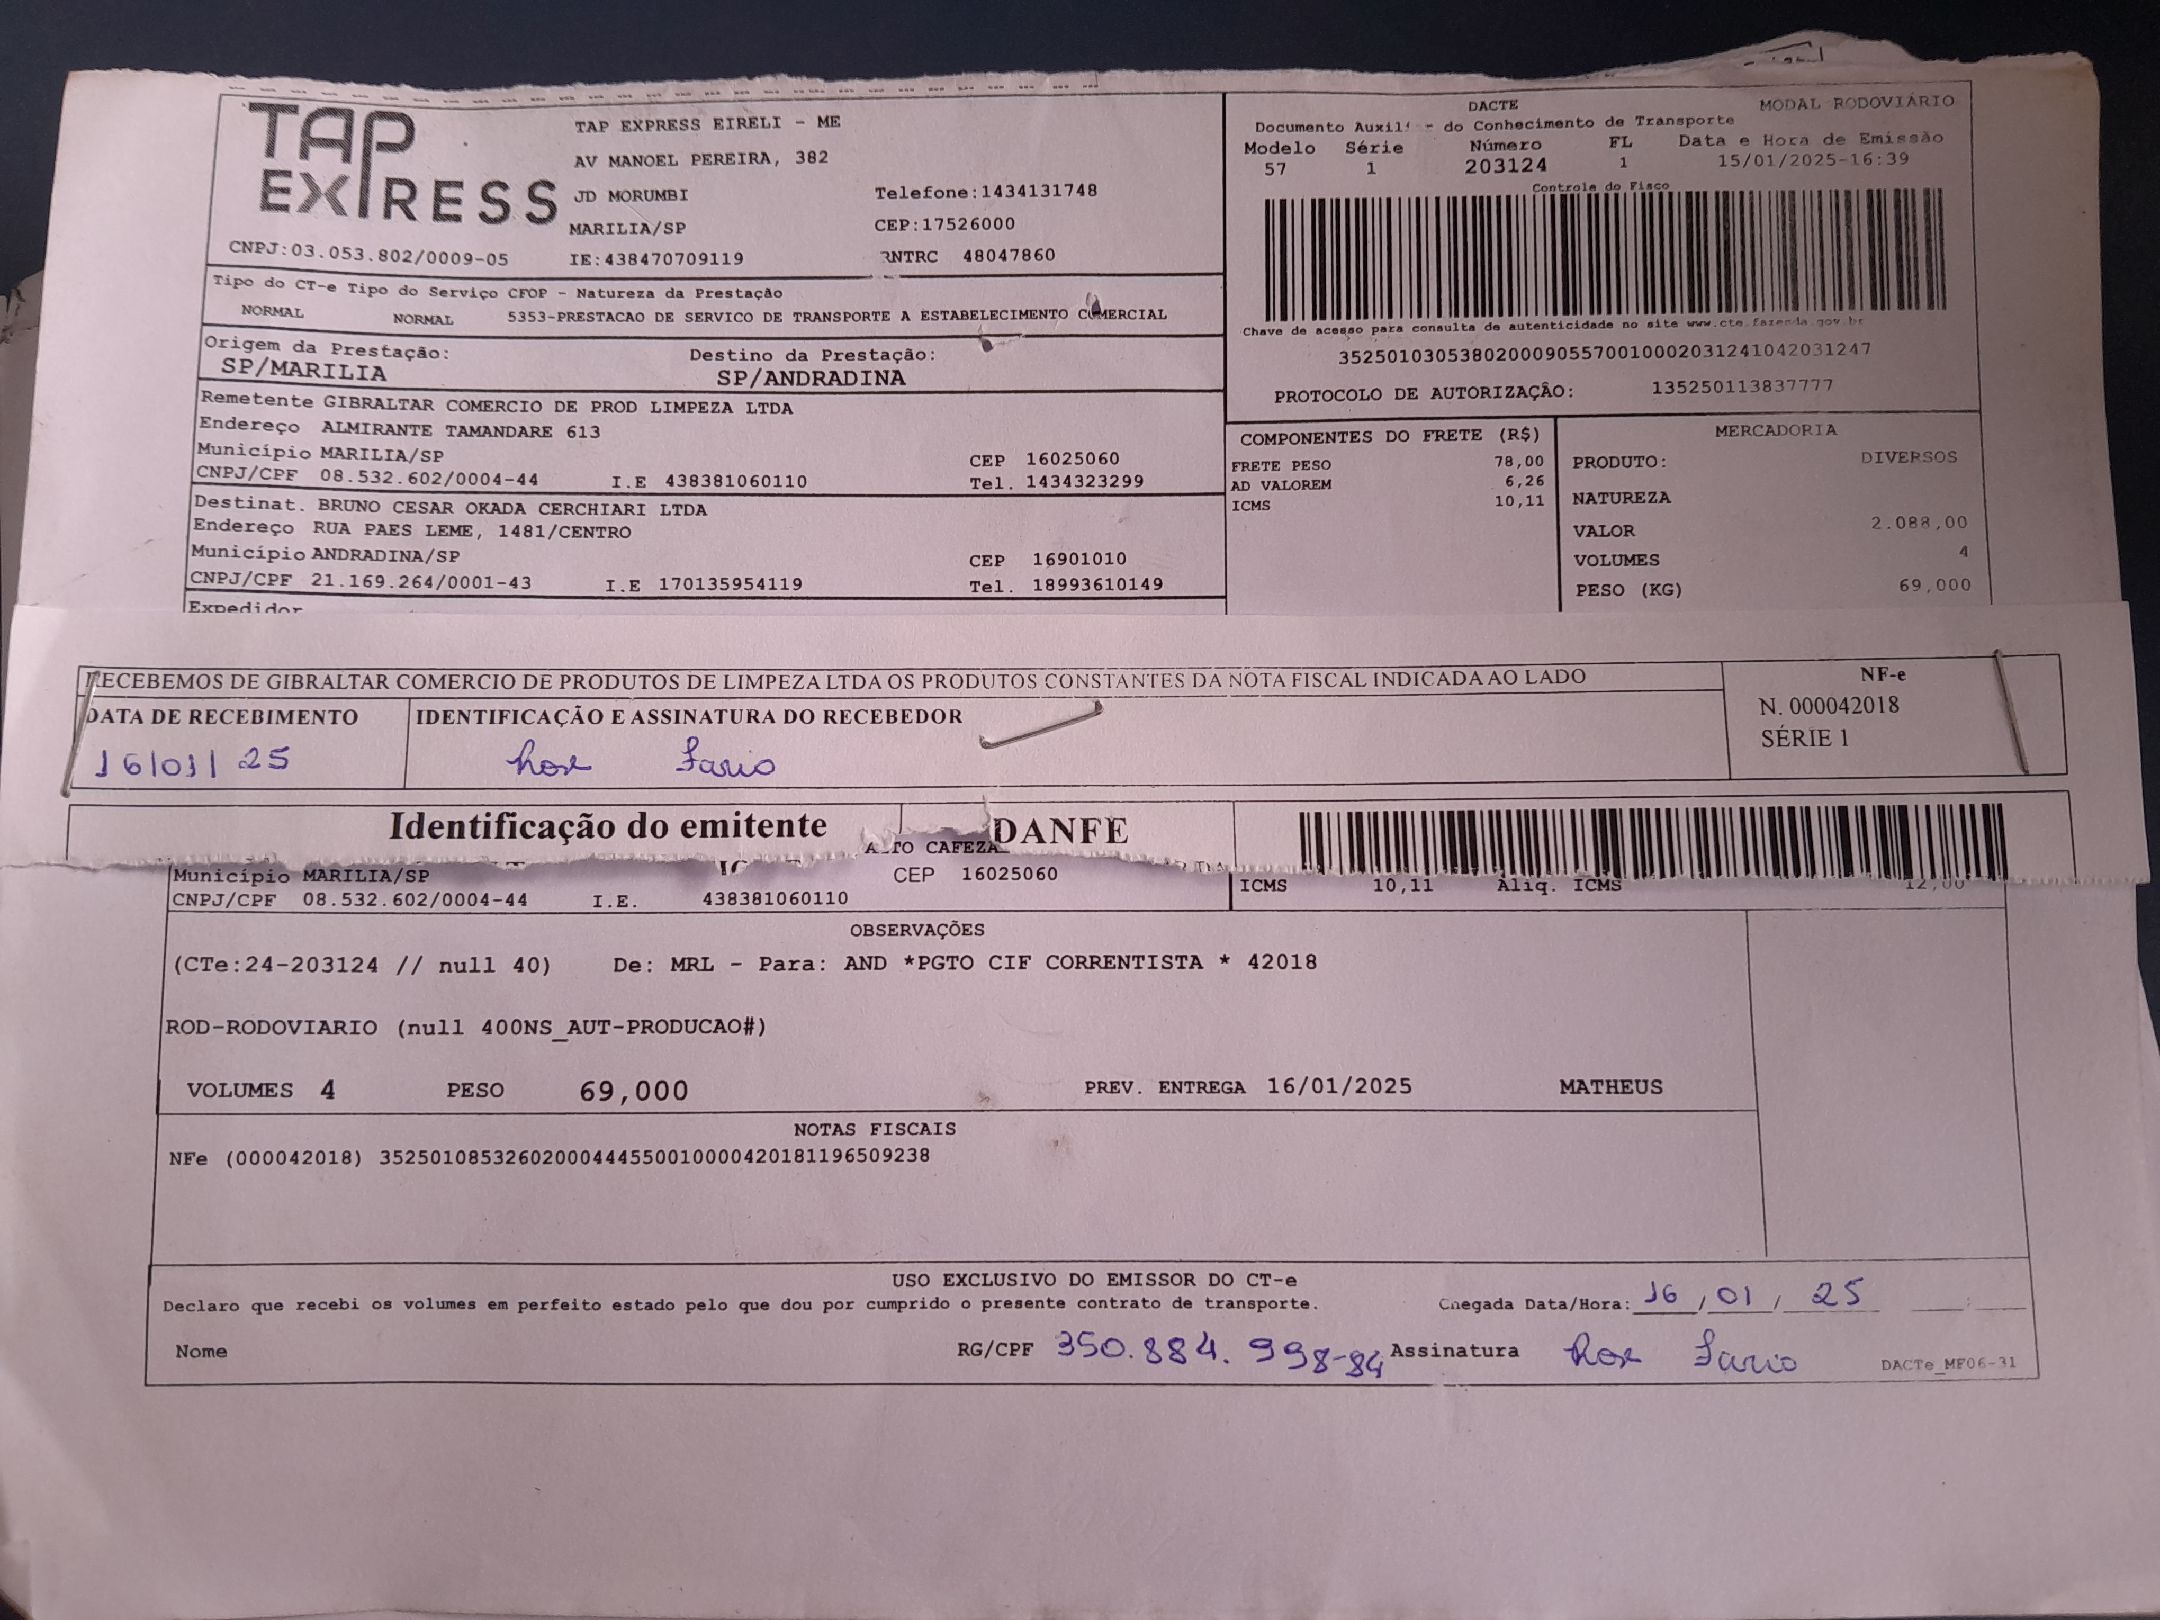 TAP EXPRESS
TAP EXPRESS EIRELI - ME
AV MANOEL PEREIRA, 382
JD MORUMBI Telefone:1434131748
MARILIA/SP CEP:17526000
CNPJ:03.053.802/0009-05 IE:438470709119 RNTRC 48047860
DACTE MODAL RODOVIÁRIO
Documento Auxil do Conhecimento de Transporte
Modelo Série Número FL Data e Hora de Emissão
57 1 203124 1 15/01/2025-16:39
Controle do Fisco
Chave de acesso para consulta de autenticidade no site www.cte.fazenda.gov.br
35250103053802000905570010002031241042031247
PROTOCOLO DE AUTORIZAÇÃO: 135250113837777
Tipo do CT-e Tipo do Serviço CFOP - Natureza da Prestação
NORMAL NORMAL 5353-PRESTACAO DE SERVICO DE TRANSPORTE A ESTABELECIMENTO COMERCIAL
Origem da Prestação: Destino da Prestação:
SP/MARILIA SP/ANDRADINA
Remetente GIBRALTAR COMERCIO DE PROD LIMPEZA LTDA
Endereço ALMIRANTE TAMANDARE 613
Município MARILIA/SP CEP 16025060
CNPJ/CPF 08.532.602/0004-44 I.E 438381060110 Tel. 1434323299
Destinat. BRUNO CESAR OKADA CERCHIARI LTDA
Endereço RUA PAES LEME, 1481/CENTRO
Município ANDRADINA/SP CEP 16901010
CNPJ/CPF 21.169.264/0001-43 I.E 170135954119 Tel. 18993610149
Expedidor
COMPONENTES DO FRETE (R$)
FRETE PESO 78,00
AD VALOREM 6,26
ICMS 10,11
MERCADORIA
PRODUTO: DIVERSOS
NATUREZA
VALOR 2.088,00
VOLUMES 4
PESO (KG) 69,000
RECEBEMOS DE GIBRALTAR COMERCIO DE PRODUTOS DE LIMPEZA LTDA OS PRODUTOS CONSTANTES DA NOTA FISCAL INDICADA AO LADO
DATA DE RECEBIMENTO IDENTIFICAÇÃO E ASSINATURA DO RECEBEDOR
16/01/25
NF-e
N. 000042018
SÉRIE 1
Identificação do emitente DANFE
Município MARILIA/SP CEP 16025060
CNPJ/CPF 08.532.602/0004-44 I.E. 438381060110
ICMS 10,11 Aliq. ICMS 12,00
OBSERVAÇÕES
(CTe:24-203124 // null 40) De: MRL - Para: AND *PGTO CIF CORRENTISTA * 42018
ROD-RODOVIARIO (null 400NS_AUT-PRODUCAO#)
VOLUMES 4 PESO 69,000 PREV. ENTREGA 16/01/2025 MATHEUS
NOTAS FISCAIS
NFe (000042018) 35250108532602000444550010000420181196509238
USO EXCLUSIVO DO EMISSOR DO CT-e
Declaro que recebi os volumes em perfeito estado pelo que dou por cumprido o presente contrato de transporte. Chegada Data/Hora: 16/01/25
Nome RG/CPF 350.884.998-84 Assinatura
DACTe_MF06-31